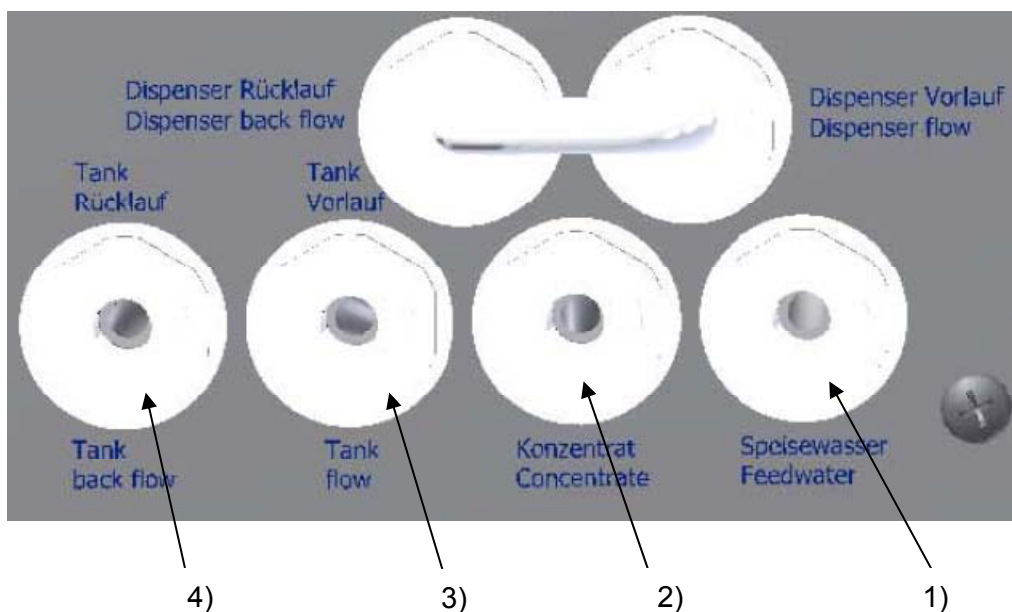 Dispenser Rücklauf
Dispenser back flow
Dispenser Vorlauf
Dispenser flow
Tank
Rücklauf
Tank
Vorlauf
Tank
back flow
Tank
flow
Konzentrat
Concentrate
Speisewasser
Feedwater
4)
3)
2)
1)